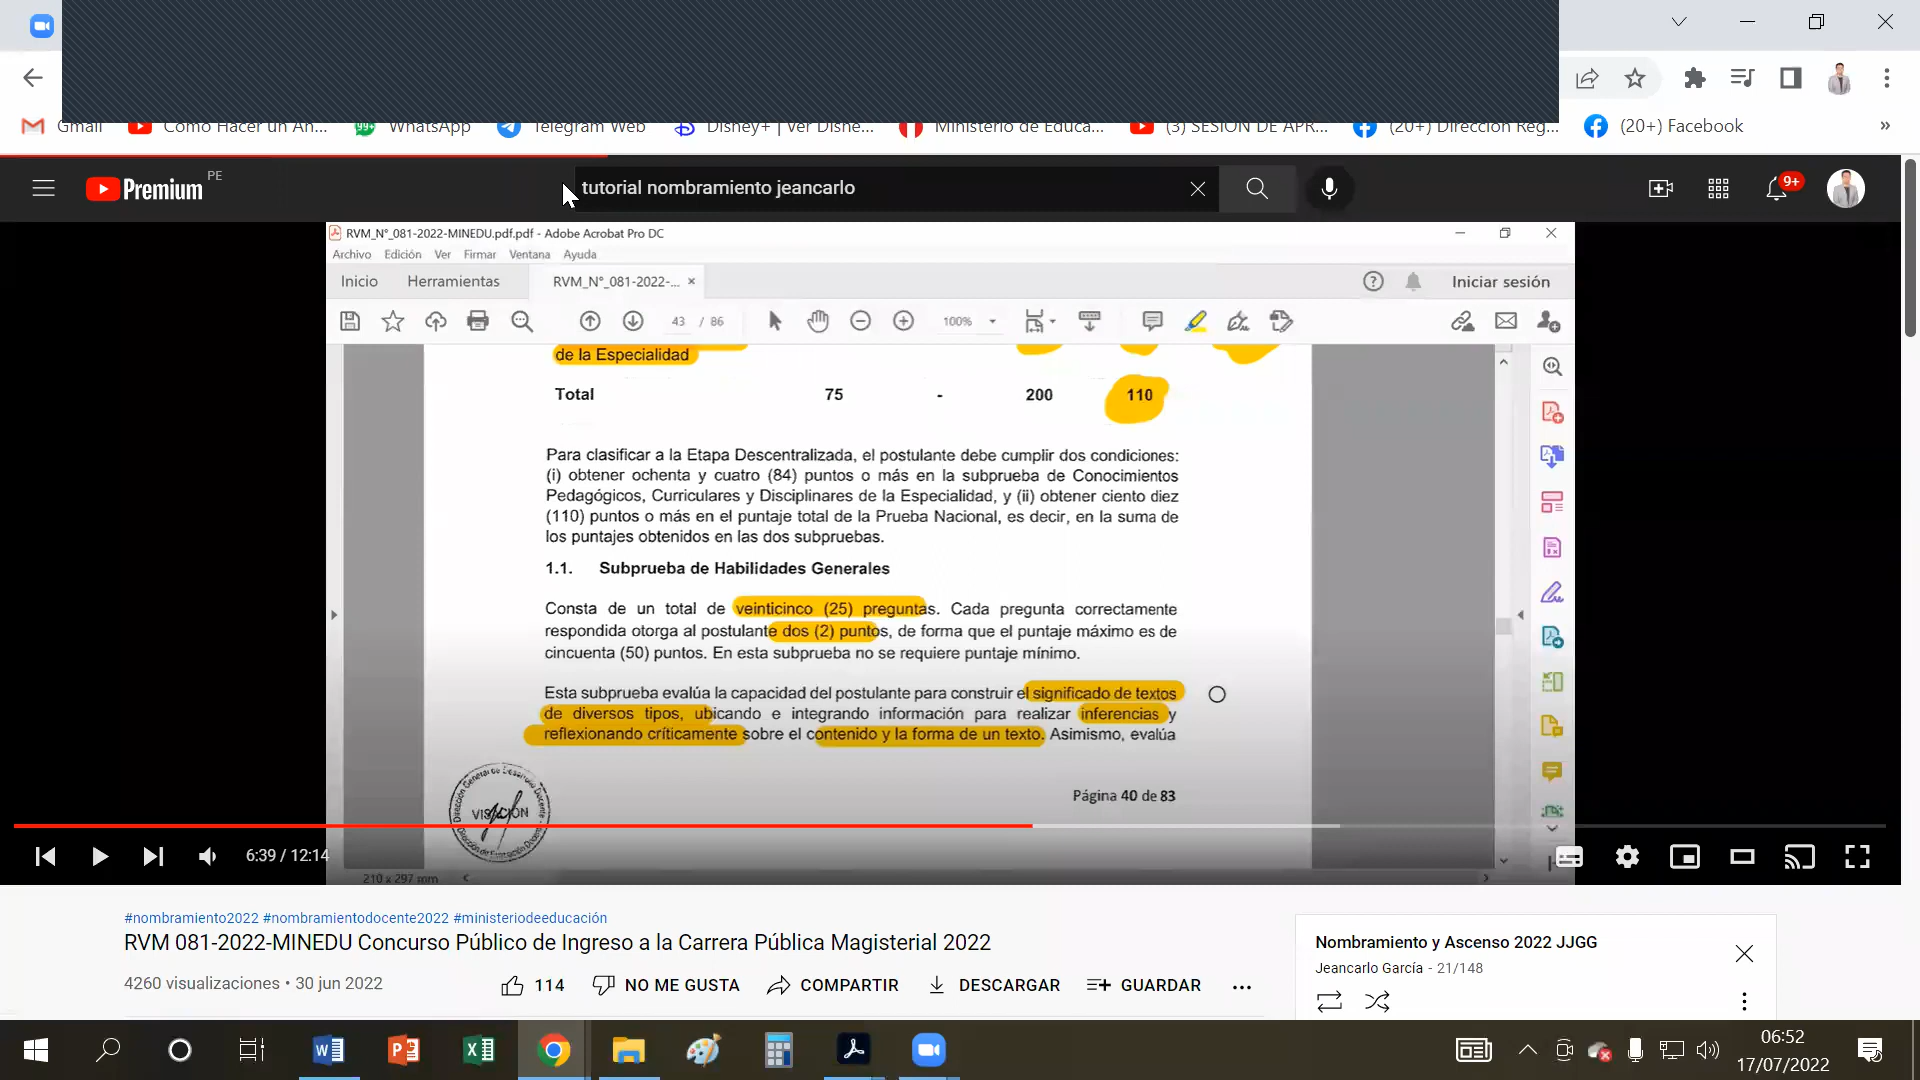 Gmail
Como Hacer un An...
WhatsApp
Telegram Web
Disney+ | Ver Disne...
Ministerio de Educa...
(3) SESION DE APR...
(20+) Dirección Reg...
(20+) Facebook
»
Premium PE
tutorial nombramiento jeancarlo
9+
RVM_N°_081-2022-MINEDU.pdf.pdf - Adobe Acrobat Pro DC
Archivo Edición Ver Firmar Ventana Ayuda
Inicio Herramientas RVM_N°_081-2022-... × Iniciar sesión
43 / 86 100%
de la Especialidad
Total 75 - 200 110
Para clasificar a la Etapa Descentralizada, el postulante debe cumplir dos condiciones:
(i) obtener ochenta y cuatro (84) puntos o más en la subprueba de Conocimientos
Pedagógicos, Curriculares y Disciplinares de la Especialidad, y (ii) obtener ciento diez
(110) puntos o más en el puntaje total de la Prueba Nacional, es decir, en la suma de
los puntajes obtenidos en las dos subpruebas.
1.1. Subprueba de Habilidades Generales
Consta de un total de veinticinco (25) preguntas. Cada pregunta correctamente
respondida otorga al postulante dos (2) puntos, de forma que el puntaje máximo es de
cincuenta (50) puntos. En esta subprueba no se requiere puntaje mínimo.
Esta subprueba evalúa la capacidad del postulante para construir el significado de textos
de diversos tipos, ubicando e integrando información para realizar inferencias y
reflexionando críticamente sobre el contenido y la forma de un texto. Asimismo, evalúa
Página 40 de 83
6:39 / 12:14
210 x 297 mm
#nombramiento2022 #nombramientodocente2022 #ministeriodeeducación
RVM 081-2022-MINEDU Concurso Público de Ingreso a la Carrera Pública Magisterial 2022
4260 visualizaciones • 30 jun 2022
114 NO ME GUSTA COMPARTIR DESCARGAR GUARDAR ...
Nombramiento y Ascenso 2022 JJGG
Jeancarlo García - 21/148
06:52
17/07/2022